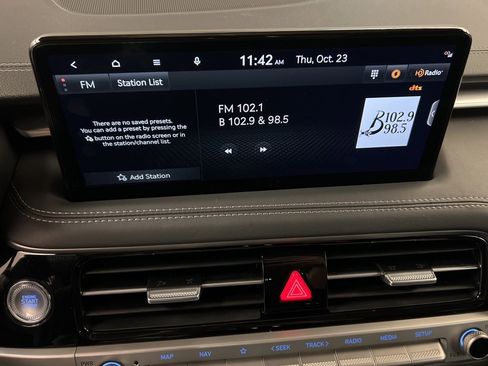 11:42 AM Thu, Oct. 23
FM Station List HD Radio
dts
There are no saved presets.
You can add a preset by pressing the
button on the radio screen or in
the station/channel list.
Add Station
FM 102.1
B 102.9 & 98.5
B102.9
98.5
ENGINE
START
PWR MAP NAV < SEEK TRACK > RADIO MEDIA SETUP